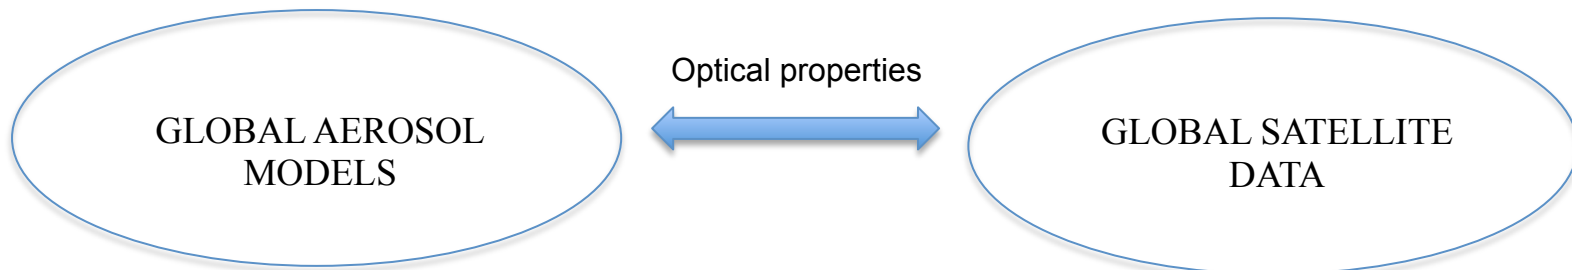 Optical properties
GLOBAL AEROSOL
MODELS
GLOBAL SATELLITE
DATA